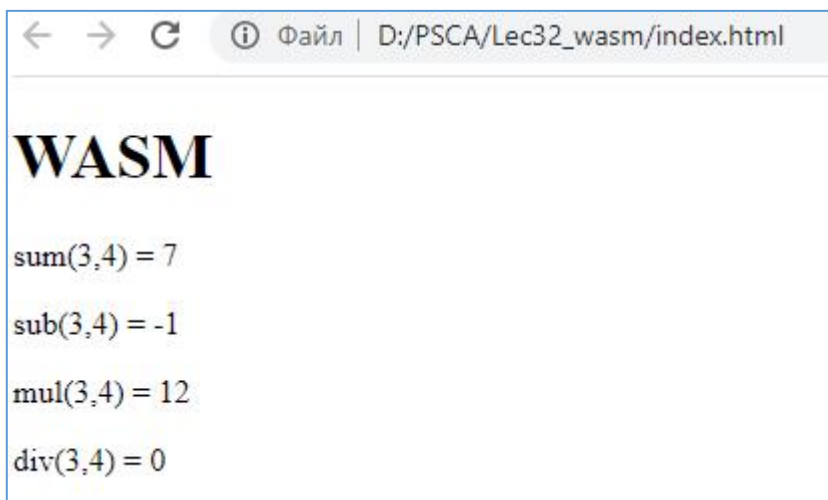 Файл | D:/PSCA/Lec32_wasm/index.html
WASM
sum(3,4) = 7
sub(3,4) = -1
mul(3,4) = 12
div(3,4) = 0